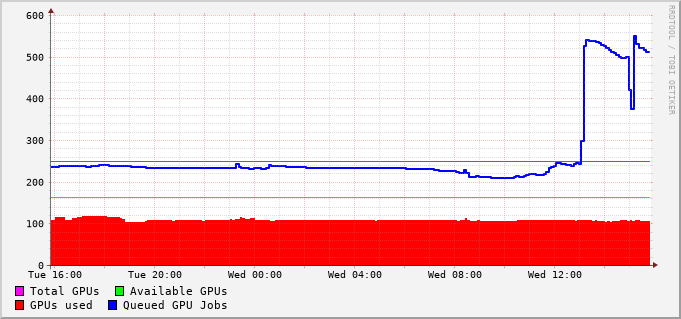 600
500
400
300
200
100
0
Tue 16:00 Tue 20:00 Wed 00:00 Wed 04:00 Wed 08:00 Wed 12:00
Total GPUs Available GPUs
GPUs used Queued GPU Jobs
RRDTOOL / TOBI OETIKER